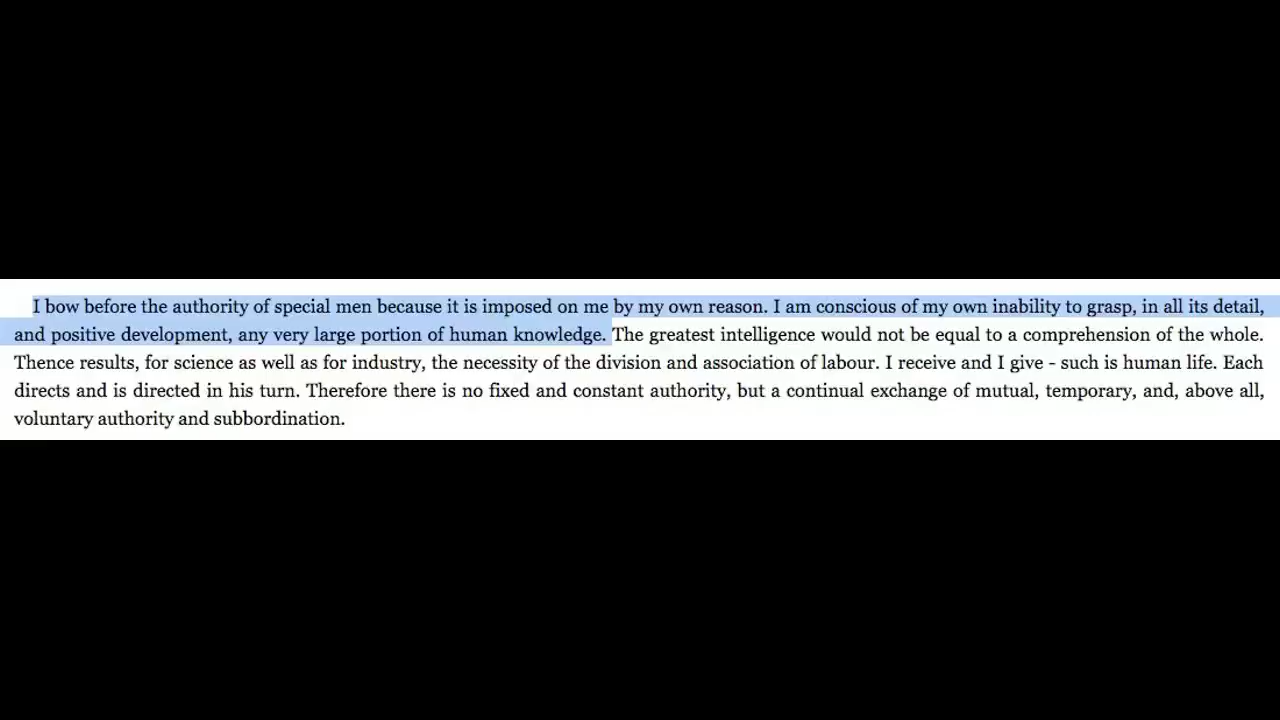 I bow before the authority of special men because it is imposed on me by my own reason. I am conscious of my own inability to grasp, in all its detail,
and positive development, any very large portion of human knowledge. The greatest intelligence would not be equal to a comprehension of the whole.
Thence results, for science as well as for industry, the necessity of the division and association of labour. I receive and I give - such is human life. Each
directs and is directed in his turn. Therefore there is no fixed and constant authority, but a continual exchange of mutual, temporary, and, above all,
voluntary authority and subbordination.